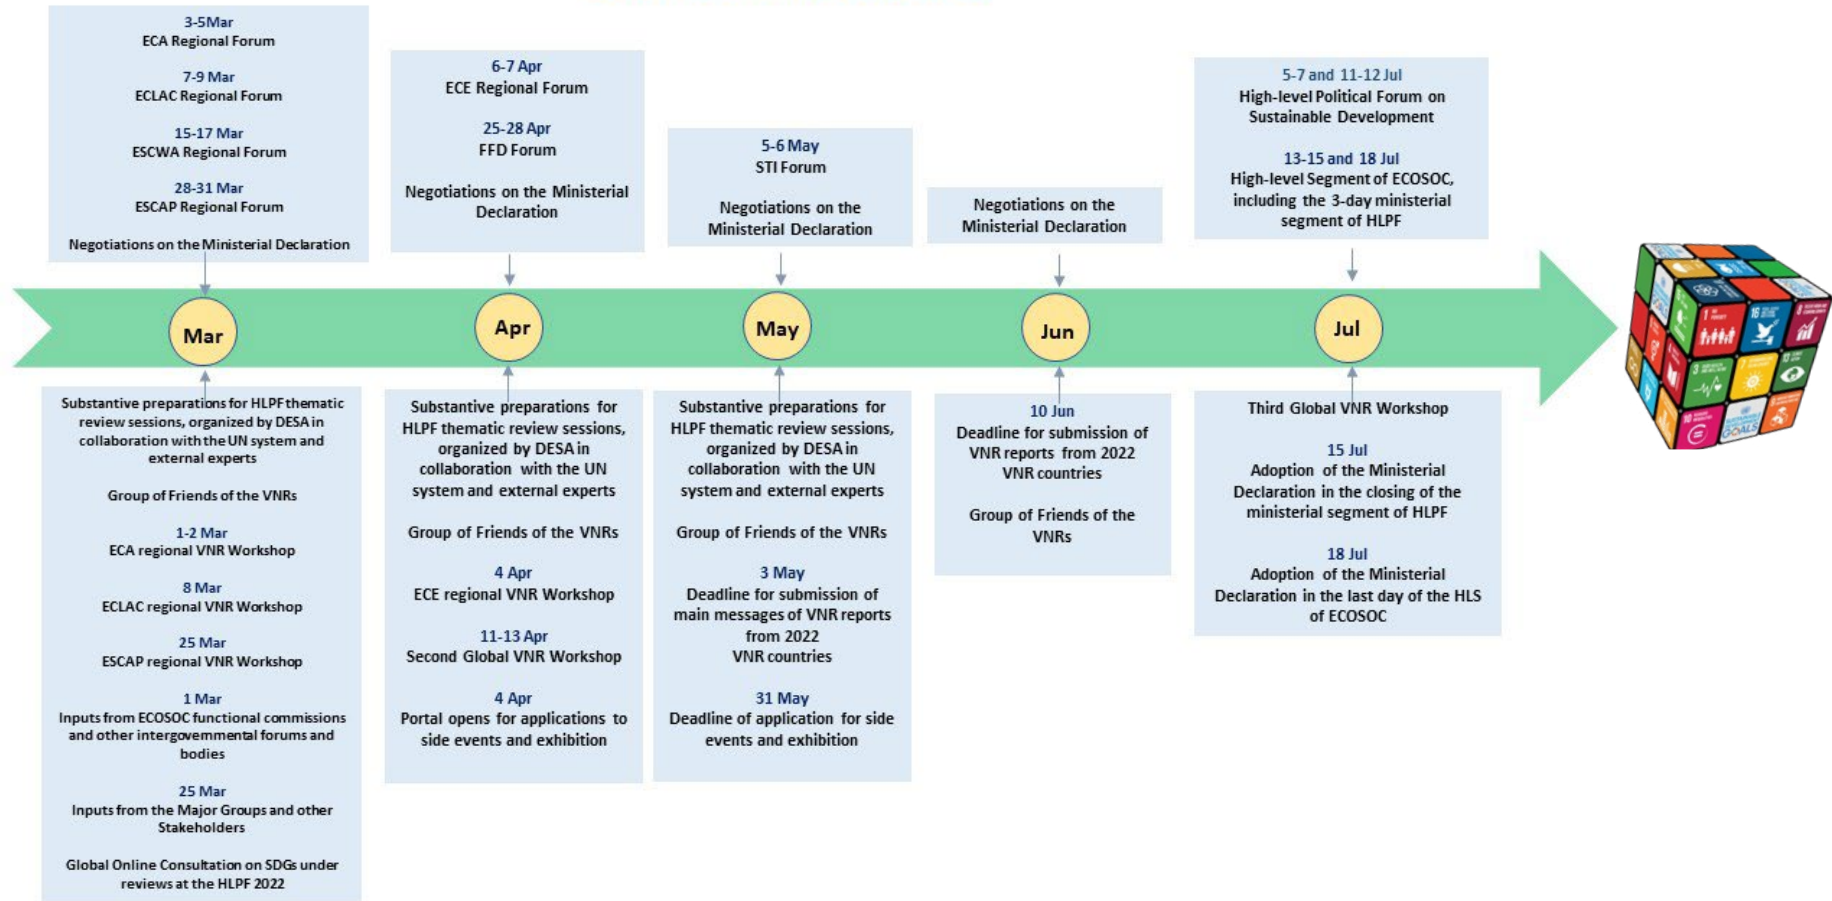 3-5Mar
ECA Regional Forum
7-9 Mar
ECLAC Regional Forum
15-17 Mar
ESCWA Regional Forum
28-31 Mar
ESCAP Regional Forum
Negotiations on the Ministerial Declaration
6-7 Apr
ECE Regional Forum
25-28 Apr
FFD Forum
Negotiations on the Ministerial
Declaration
5-6 May
STI Forum
Negotiations on the
Ministerial Declaration
Negotiations on the
Ministerial Declaration
5-7 and 11-12 Jul
High-level Political Forum on
Sustainable Development
13-15 and 18 Jul
High-level Segment of ECOSOC,
including the 3-day ministerial
segment of HLPF
Mar
Apr
May
Jun
Jul
Substantive preparations for HLPF thematic
review sessions, organized by DESA in
collaboration with the UN system and
external experts
Group of Friends of the VNRs
1-2 Mar
ECA regional VNR Workshop
8 Mar
ECLAC regional VNR Workshop
25 Mar
ESCAP regional VNR Workshop
1 Mar
Inputs from ECOSOC functional commissions
and other intergovernmental forums and
bodies
25 Mar
Inputs from the Major Groups and other
Stakeholders
Global Online Consultation on SDGs under
reviews at the HLPF 2022
Substantive preparations for
HLPF thematic review sessions,
organized by DESA in
collaboration with the UN
system and external experts
Group of Friends of the VNRs
4 Apr
ECE regional VNR Workshop
11-13 Apr
Second Global VNR Workshop
4 Apr
Portal opens for applications to
side events and exhibition
Substantive preparations for
HLPF thematic review sessions,
organized by DESA in
collaboration with the UN
system and external experts
Group of Friends of the VNRs
3 May
Deadline for submission of
main messages of VNR reports
from 2022
VNR countries
31 May
Deadline of application for side
events and exhibition
10 Jun
Deadline for submission of
VNR reports from 2022
VNR countries
Group of Friends of the
VNRs
Third Global VNR Workshop
15 Jul
Adoption of the Ministerial
Declaration in the closing of the
ministerial segment of HLPF
18 Jul
Adoption of the Ministerial
Declaration in the last day of the HLS
of ECOSOC
1
16
8
3
7
13
10
GOALS